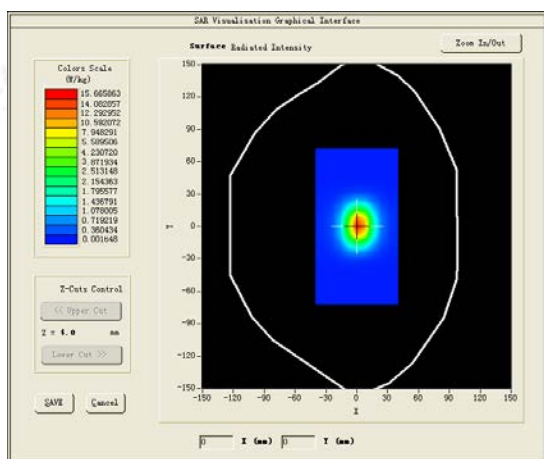 SAR Visualisation Graphical Interface
Surface Radiated Intensity
Zoom In/Out
Colors Scale
(W/kg)
15.665863
14.082857
12.292952
10.592072
7.948291
5.589506
4.230720
3.871934
2.513148
2.154363
1.795577
1.436791
1.078005
0.719219
0.360434
0.001648
Z-Cuts Control
<< Upper Cut
Z = 4.0 mm
Lower Cut >>
SAVE
Cancel
150
120
90
60
30
0
-30
-60
-90
-120
-150
Y
-150 -120 -90 -60 -30 0 30 60 90 120 150
X
0 X (mm) 0 Y (mm)